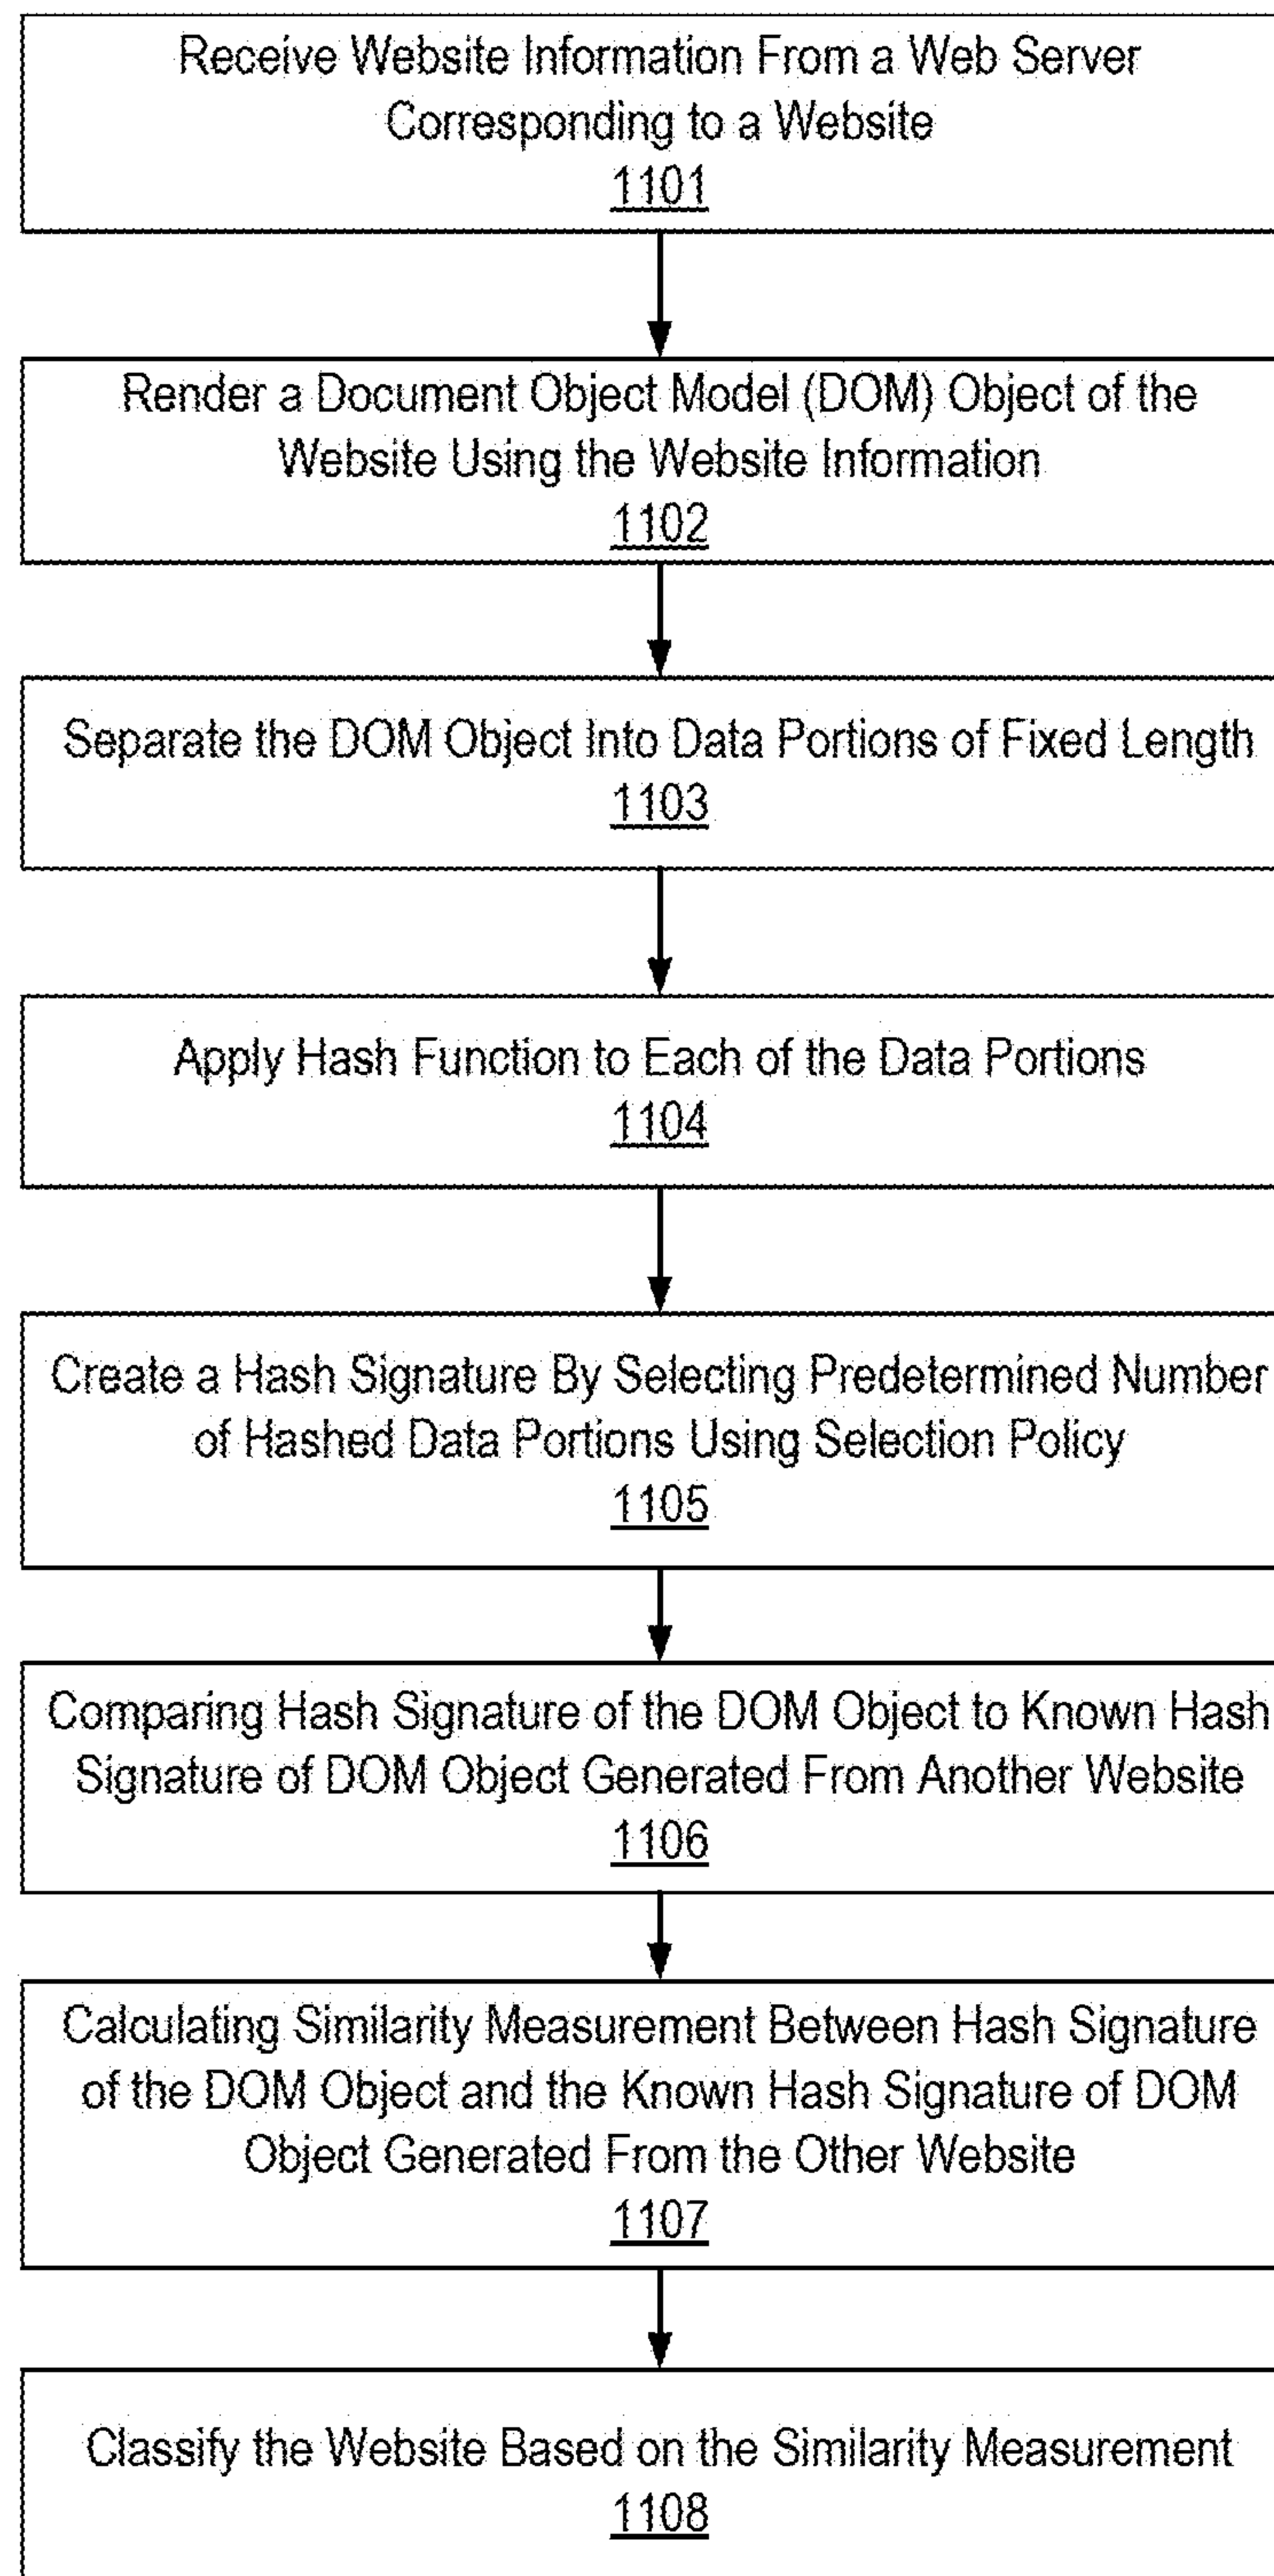 Receive Website Information From a Web Server
Corresponding to a Website
1101
Render a Document Object Model (DOM) Object of the
Website Using the Website Information
1102
Separate the DOM Object Into Data Portions of Fixed Length
1103
Apply Hash Function to Each of the Data Portions
1104
Create a Hash Signature By Selecting Predetermined Number
of Hashed Data Portions Using Selection Policy
1105
Comparing Hash Signature of the DOM Object to Known Hash
Signature of DOM Object Generated From Another Website
1106
Calculating Similarity Measurement Between Hash Signature
of the DOM Object and the Known Hash Signature of DOM
Object Generated From the Other Website
1107
Classify the Website Based on the Similarity Measurement
1108